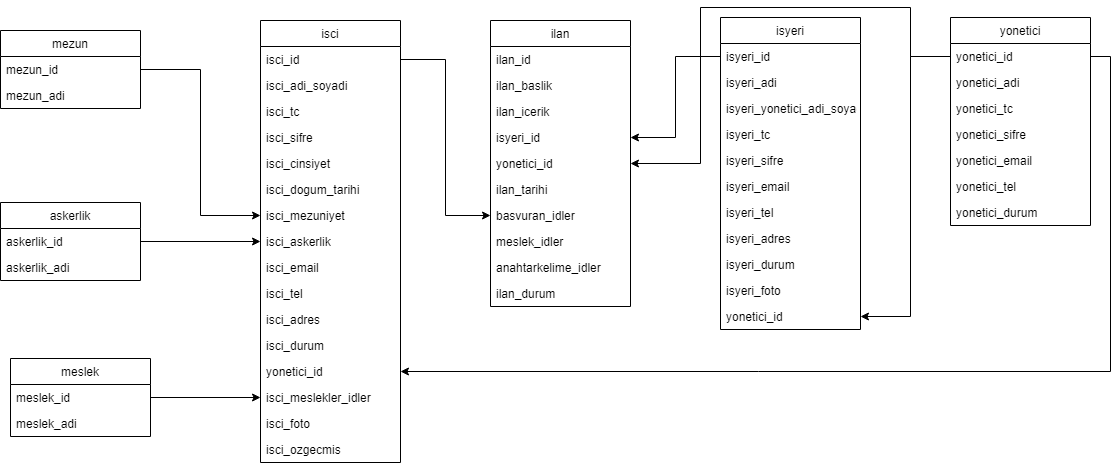 mezun
mezun_id
mezun_adi
askerlik
askerlik_id
askerlik_adi
meslek
meslek_id
meslek_adi
isci
isci_id
isci_adi_soyadi
isci_tc
isci_sifre
isci_cinsiyet
isci_dogum_tarihi
isci_mezuniyet
isci_askerlik
isci_email
isci_tel
isci_adres
isci_durum
yonetici_id
isci_meslekler_idler
isci_foto
isci_ozgecmis
ilan
ilan_id
ilan_baslik
ilan_icerik
isyeri_id
yonetici_id
ilan_tarihi
basvuran_idler
meslek_idler
anahtarkelime_idler
ilan_durum
isyeri
isyeri_id
isyeri_adi
isyeri_yonetici_adi_soya
isyeri_tc
isyeri_sifre
isyeri_email
isyeri_tel
isyeri_adres
isyeri_durum
isyeri_foto
yonetici_id
yonetici
yonetici_id
yonetici_adi
yonetici_tc
yonetici_sifre
yonetici_email
yonetici_tel
yonetici_durum